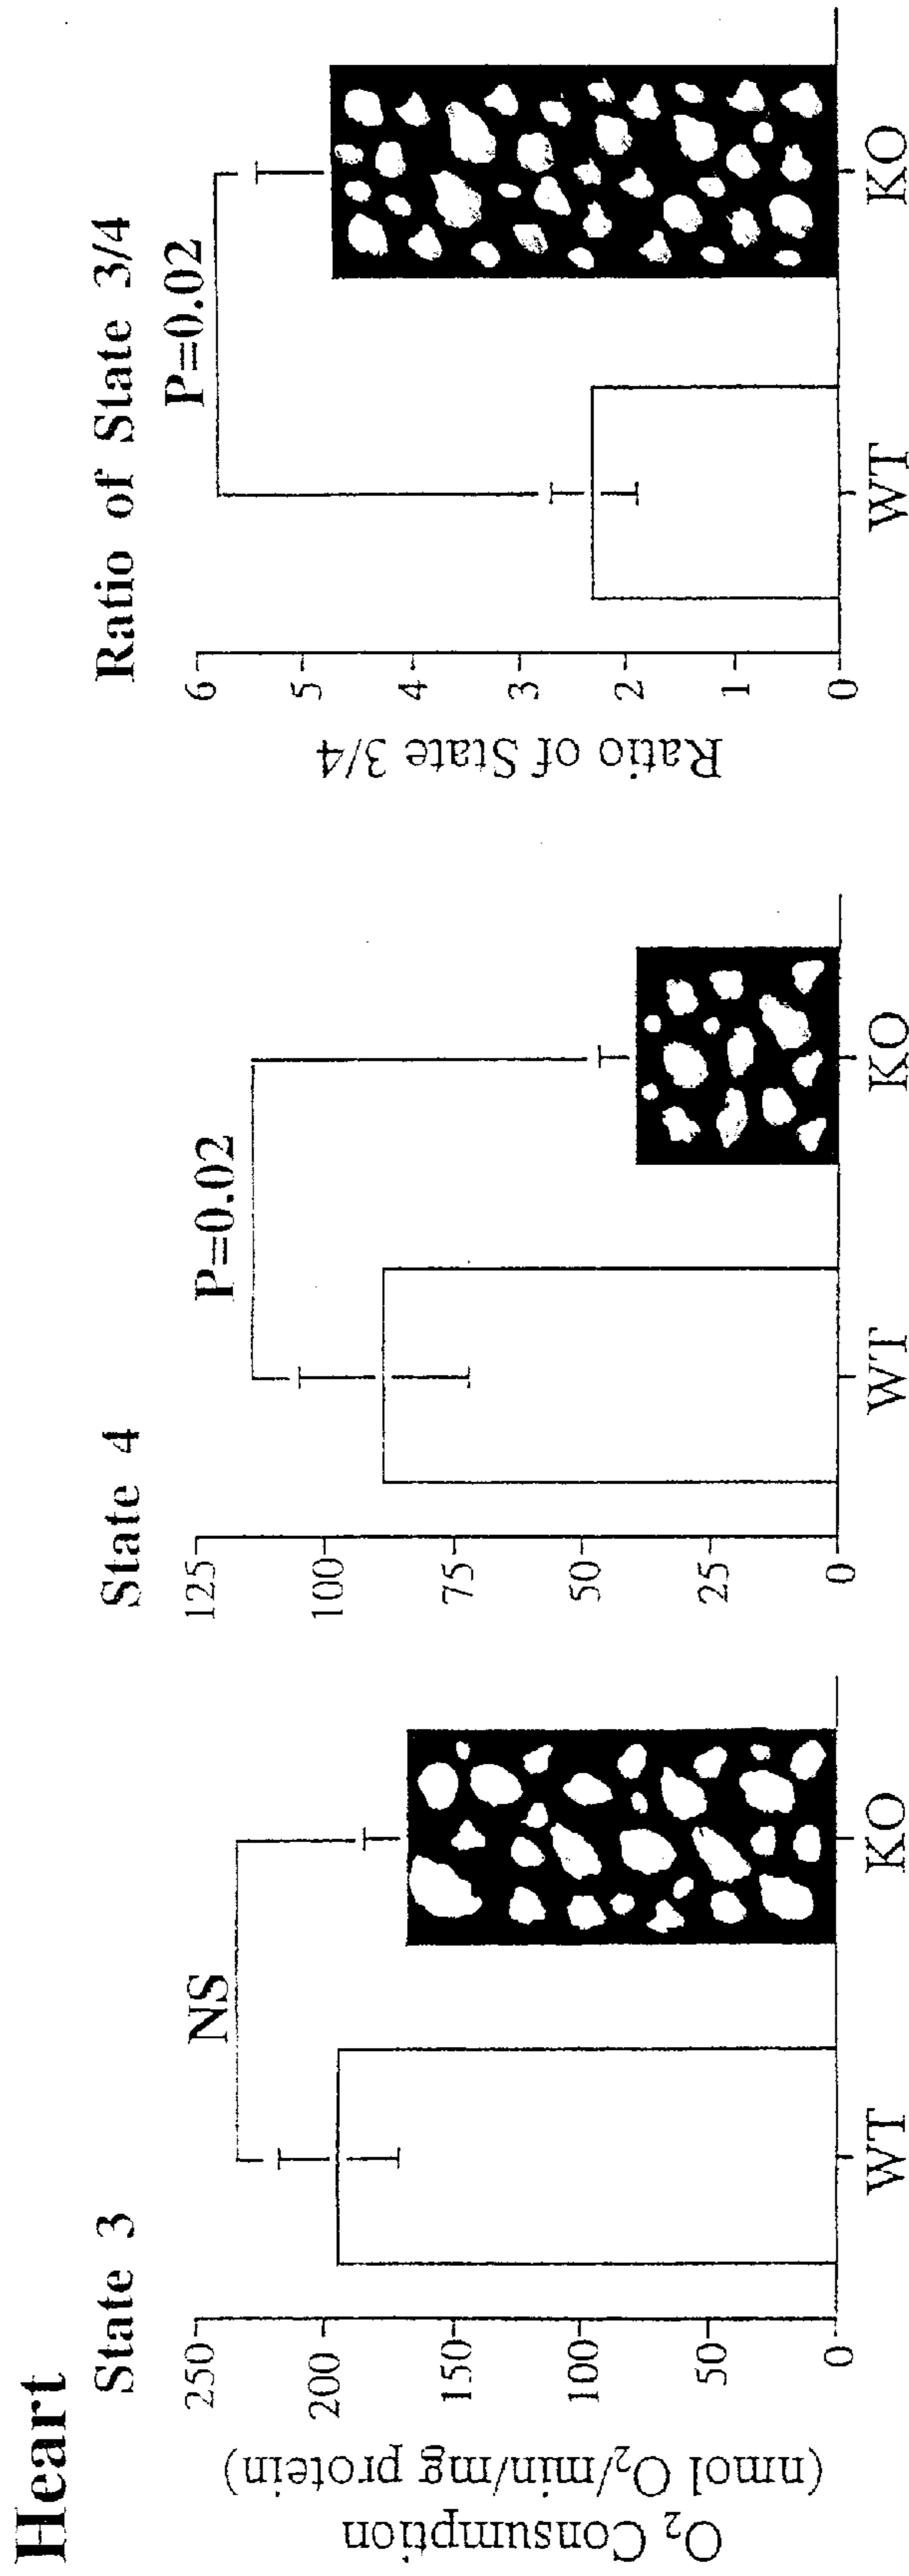 Heart
State 3
O₂ Consumption
(nmol O₂/min/mg protein)
250
200
150
100
50
0
NS
WT
KO
State 4
125
100
75
50
25
0
P=0.02
WT
KO
Ratio of State 3/4
Ratio of State 3/4
6
5
4
3
2
1
0
P=0.02
WT
KO